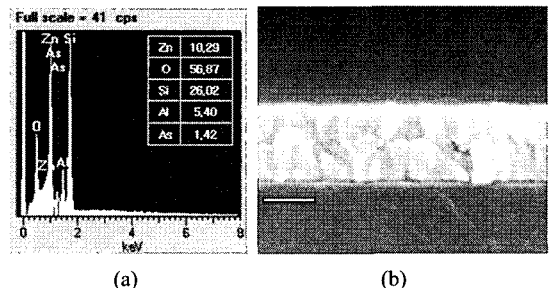 Full scale = 41 cps
Zn Si
As
As
O
Zn Al
Zn 10,29
O 56,87
Si 26,02
Al 5,40
As 1,42
0 2 4 6 8
keV
(a) (b)